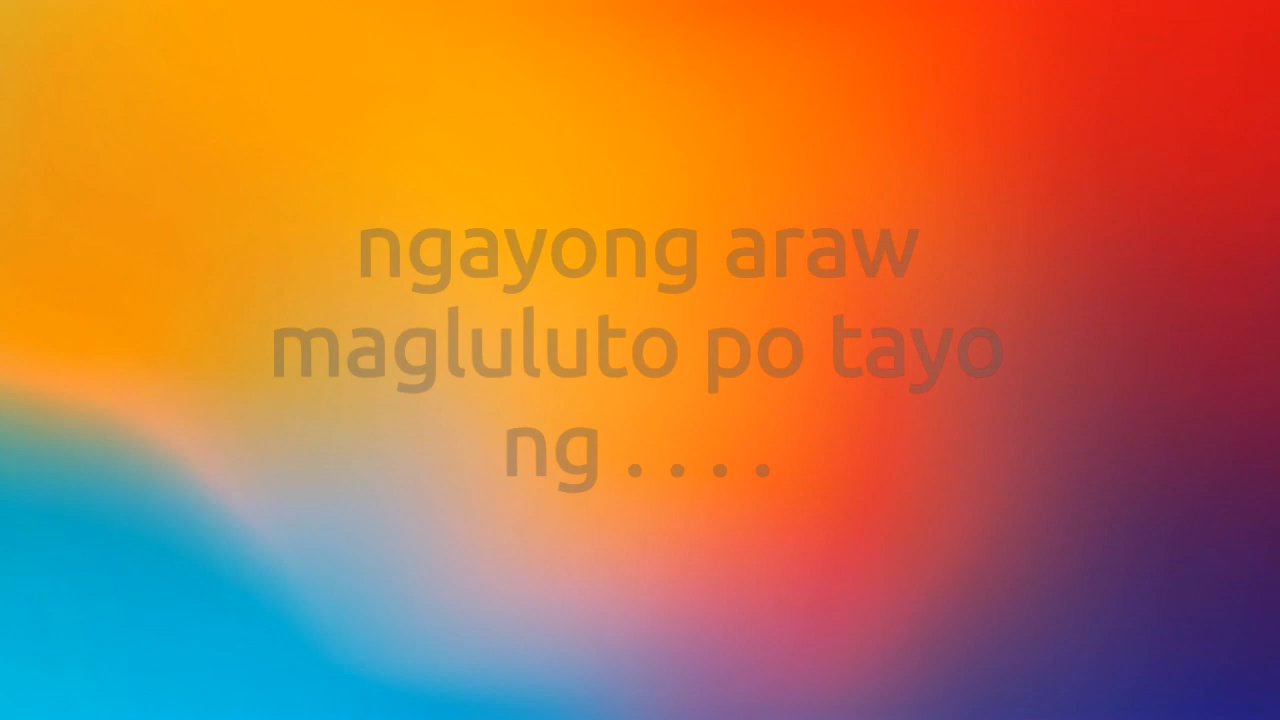 ngayong araw
magluluto po tayo
ng . . . .